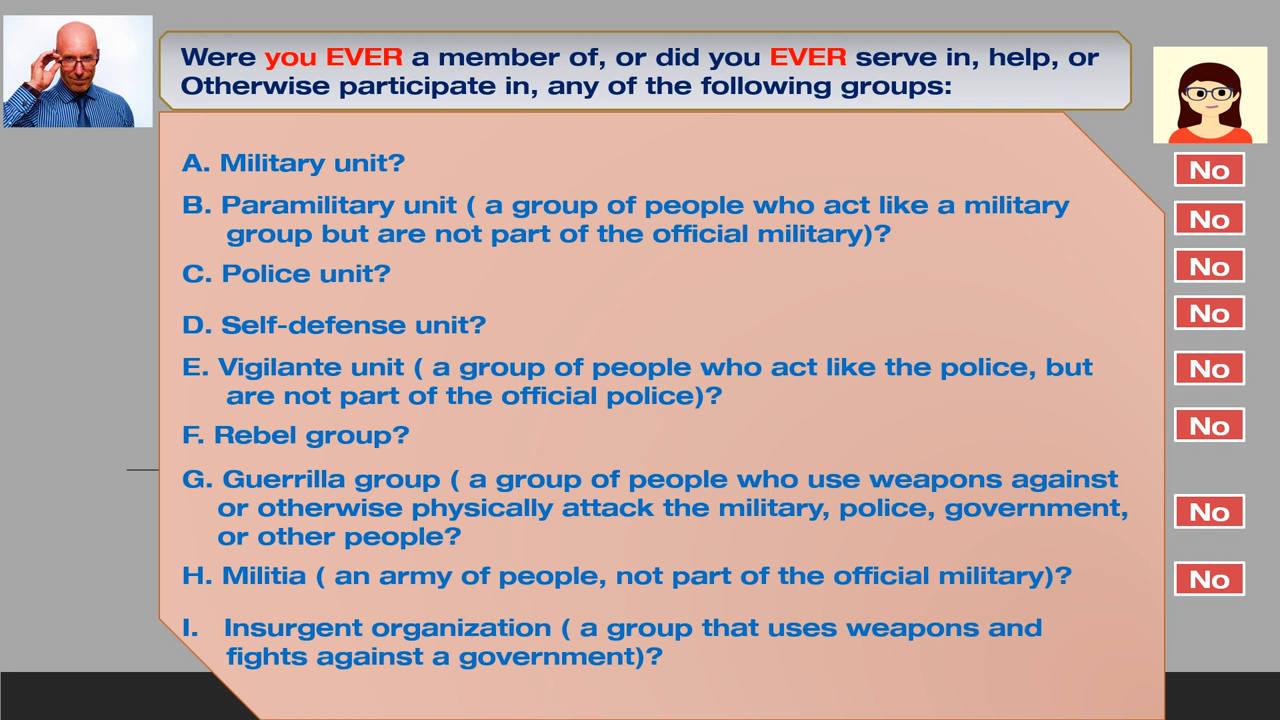 Were you EVER a member of, or did you EVER serve in, help, or
Otherwise participate in, any of the following groups:
A. Military unit?
No
B. Paramilitary unit ( a group of people who act like a military
group but are not part of the official military)?
No
C. Police unit?
No
D. Self-defense unit?
No
E. Vigilante unit ( a group of people who act like the police, but
are not part of the official police)?
No
F. Rebel group?
No
G. Guerrilla group ( a group of people who use weapons against
or otherwise physically attack the military, police, government,
or other people?
No
H. Militia ( an army of people, not part of the official military)?
No
I. Insurgent organization ( a group that uses weapons and
fights against a government)?